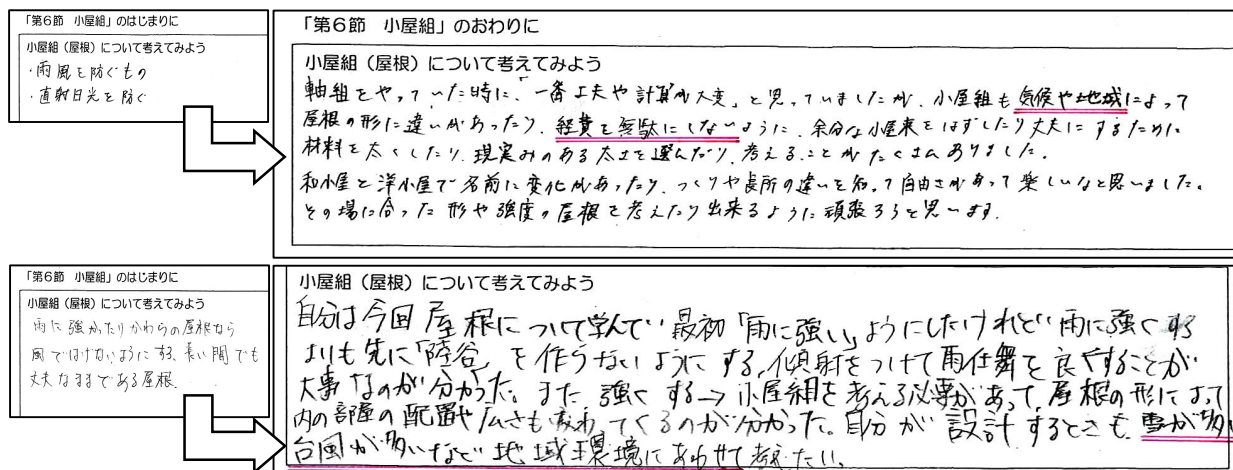 「第6節　小屋組」のはじまりに
小屋組（屋根）について考えてみよう
・雨風を防ぐもの
・直射日光を防ぐ
「第6節　小屋組」のおわりに
小屋組（屋根）について考えてみよう
軸組をやっていた時に、「一番工夫や計算が大変」と思っていましたが、小屋組も気候や地域によって
屋根の形に違いがあったり、経費を無駄にしないように、余分な小屋束をはずしたり丈夫にするために
材料を太くしたり、現実みのある太さを選んだり、考えることがたくさんありました。
和小屋と洋小屋で名前に変化があったり、つくりや長所の違いを知って自由さがあって楽しいなと思いました。
その場に合った形や強度の屋根を考えたり出来るように頑張ろうと思います。
「第6節　小屋組」のはじまりに
小屋組（屋根）について考えてみよう
雨に強かったりかわらの屋根なら
風ではげないようにする、長い間でも
丈夫なままである屋根。
小屋組（屋根）について考えてみよう
自分は今回屋根について学んで、最初「雨に強い」ようにしたけれど、雨に強くする
よりも先に「陸谷」を作らないようにする、傾射をつけて雨仕舞を良くすることが
大事なのが分かった。また、強くする→小屋組を考える必要があって、屋根の形によって
内の部屋の配置や広さも変わってくるのが分かった。自分が設計するときも、雪が多い
台風が多いなど地域環境にあわせて考えたい。